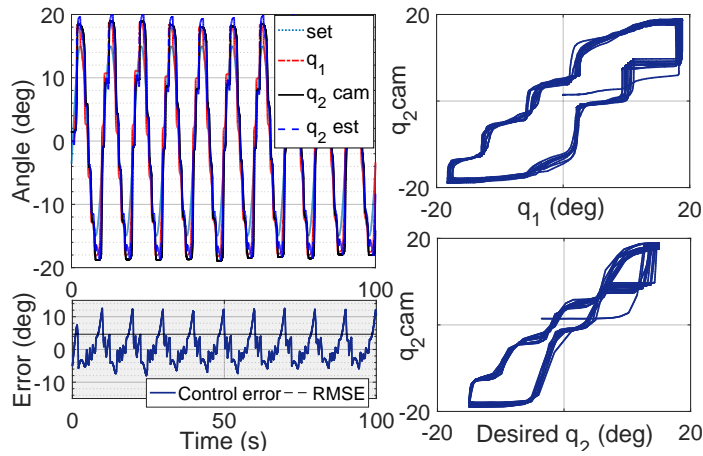 20
10
0
-10
-20
Angle (deg)
0
100
set
q1
q2 cam
q2 est
10
0
-10
Error (deg)
Control error
RMSE
0
50
100
Time (s)
20
-20
q2cam
-20
20
q1 (deg)
20
-20
q2cam
-20
20
Desired q2 (deg)